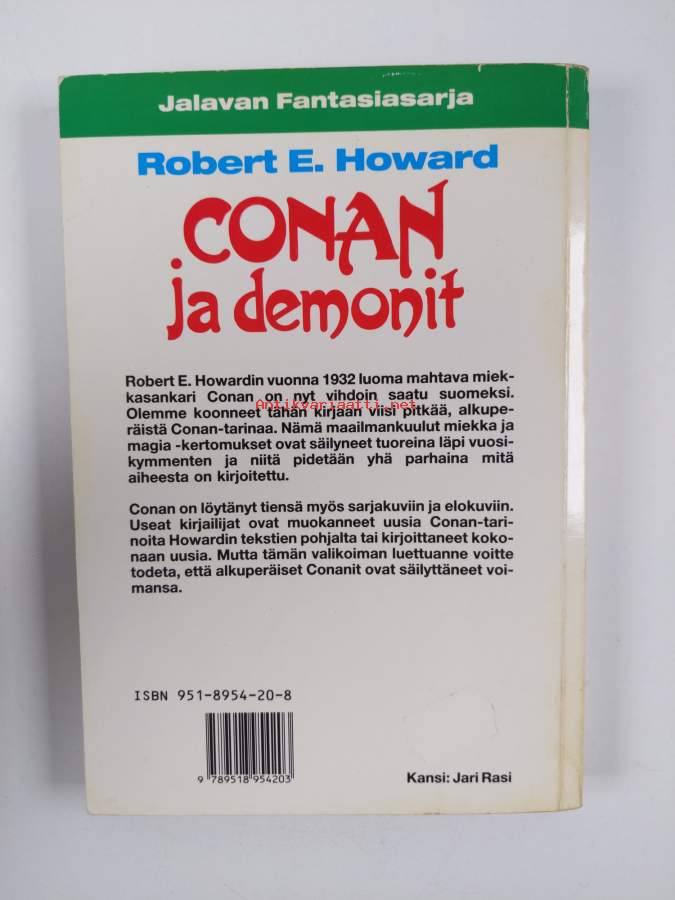 Jalavan Fantasiasarja
Robert E. Howard
CONAN
ja demonit
Robert E. Howardin vuonna 1932 luoma mahtava miek-
kasankari Conan on nyt vihdoin saatu suomeksi.
Antikvariaatti.net
Olemme koonneet tähän kirjaan viisi pitkää, alkupe-
räistä Conan-tarinaa. Nämä maailmankuulut miekka ja
magia -kertomukset ovat säilyneet tuoreina läpi vuosi-
kymmenten ja niitä pidetään yhä parhaina mitä
aiheesta on kirjoitettu.
Conan on löytänyt tiensä myös sarjakuviin ja elokuviin.
Useat kirjailijat ovat muokanneet uusia Conan-tari-
noita Howardin tekstien pohjalta tai kirjoittaneet koko-
naan uusia. Mutta tämän valikoiman luettuanne voitte
todeta, että alkuperäiset Conanit ovat säilyttäneet voi-
mansa.
ISBN 951-8954-20-8
9 789518 954203
Kansi: Jari Rasi